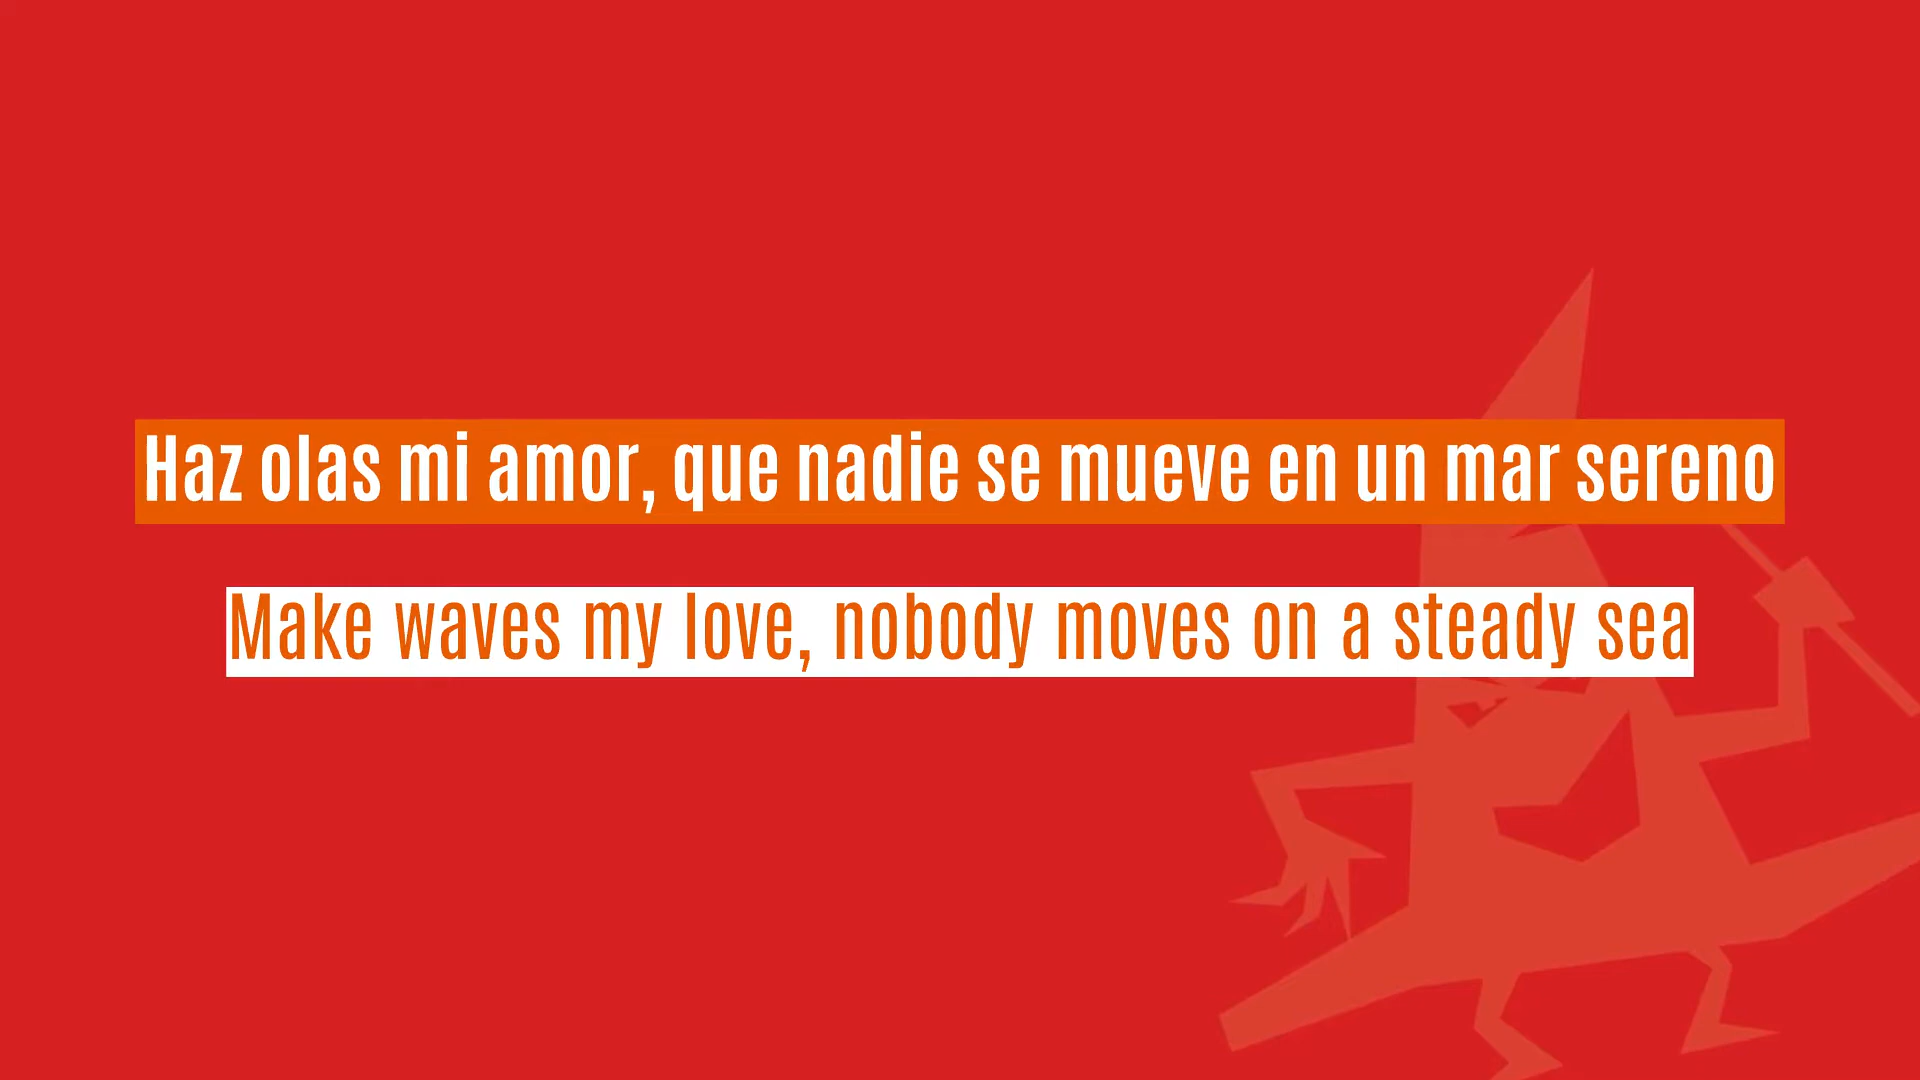 Haz olas mi amor, que nadie se mueve en un mar sereno
Make waves my love, nobody moves on a steady sea